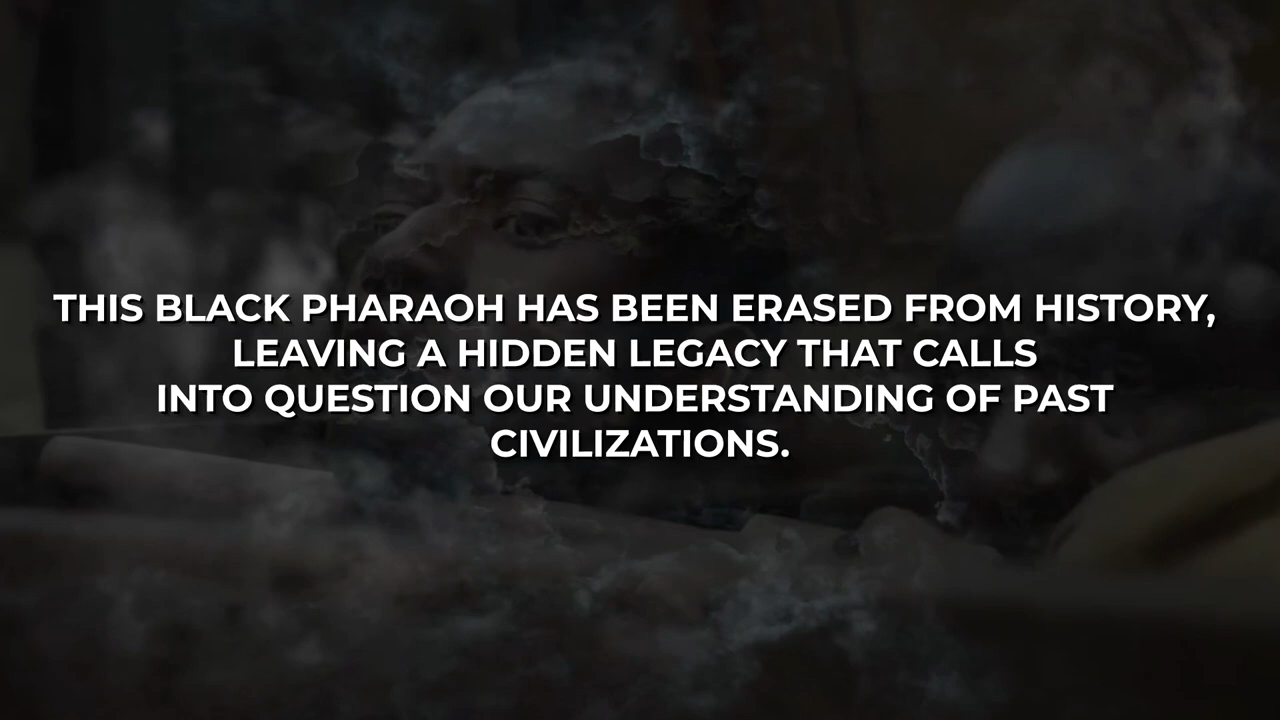 THIS BLACK PHARAOH HAS BEEN ERASED FROM HISTORY,
LEAVING A HIDDEN LEGACY THAT CALLS
INTO QUESTION OUR UNDERSTANDING OF PAST
CIVILIZATIONS.